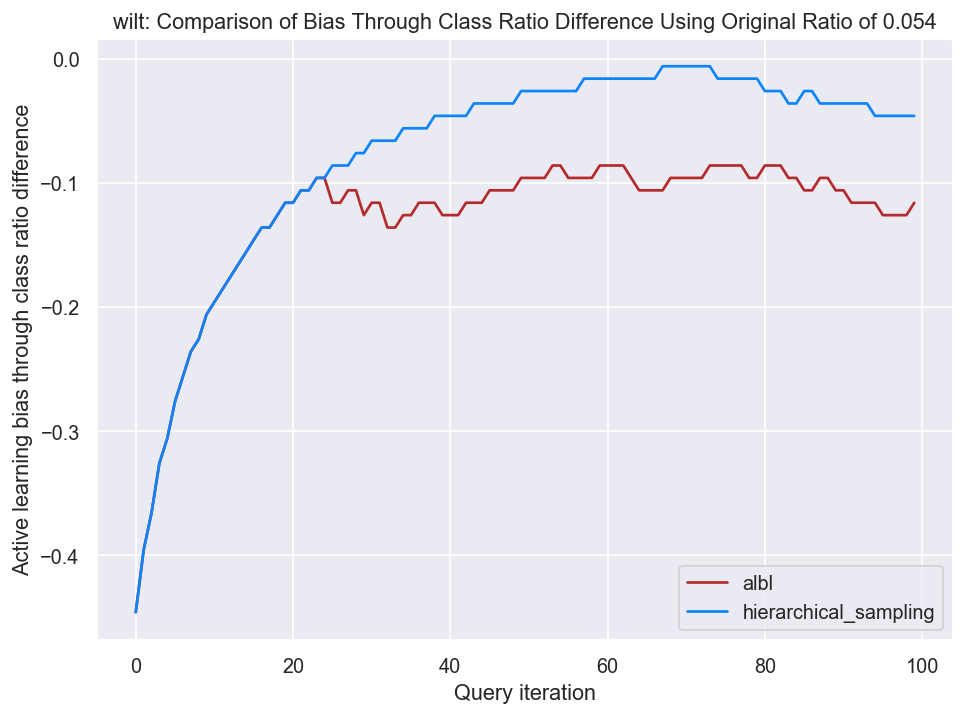 wilt: Comparison of Bias Through Class Ratio Difference Using Original Ratio of 0.054
Active learning bias through class ratio difference
0.0
−0.1
−0.2
−0.3
−0.4
albl
hierarchical_sampling
0 20 40 60 80 100
Query iteration